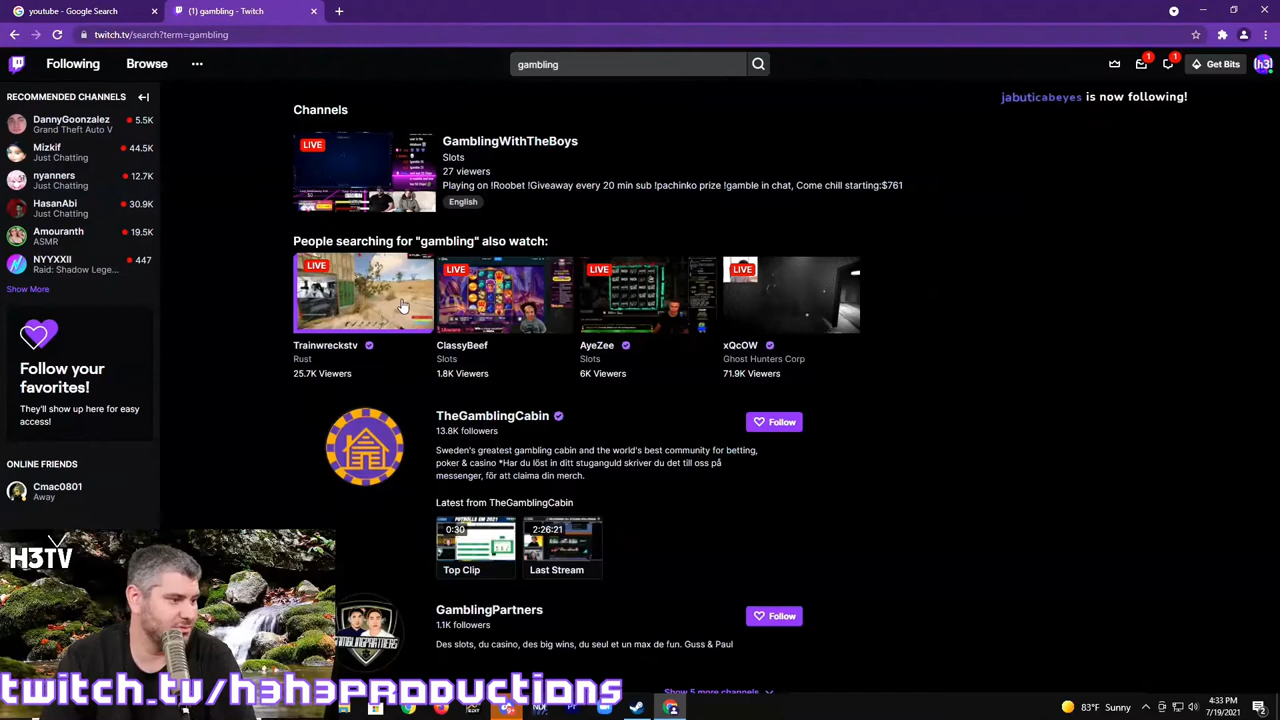 youtube - Google Search
(1) gambling - Twitch
twitch.tv/search?term=gambling
Following
Browse
gambling
1
1
Get Bits
h3
RECOMMENDED CHANNELS
DannyGoonzalez
5.5K
Grand Theft Auto V
Mizkif
44.5K
Just Chatting
nyanners
12.7K
Just Chatting
HasanAbi
30.9K
Just Chatting
Amouranth
19.5K
ASMR
NYYXXII
447
Raid: Shadow Lege...
Show More
Follow your
favorites!
They'll show up here for easy
access!
ONLINE FRIENDS
Cmac0801
Away
jabuticabeyes is now following!
Channels
LIVE
GamblingWithTheBoys
Slots
27 viewers
Playing on !Roobet !Giveaway every 20 min sub !pachinko prize !gamble in chat, Come chill starting:$761
English
People searching for "gambling" also watch:
LIVE
LIVE
LIVE
LIVE
Trainwreckstv
ClassyBeef
AyeZee
xQcOW
Rust
Slots
Slots
Ghost Hunters Corp
25.7K Viewers
1.8K Viewers
6K Viewers
71.9K Viewers
TheGamblingCabin
Follow
13.8K followers
Sweden's greatest gambling cabin and the world's best community for betting,
poker & casino *Har du löst in ditt stuganguld skriver du det till oss på
messenger, för att claima din merch.
Latest from TheGamblingCabin
0:30
2:26:21
Top Clip
Last Stream
GamblingPartners
Follow
1.1K followers
Des slots, du casino, des big wins, du seul et un max de fun. Guss & Paul
Show 5 more channels
H3TV
twitch.tv/h3h3productions
83°F Sunny
4:33 PM
7/19/2021